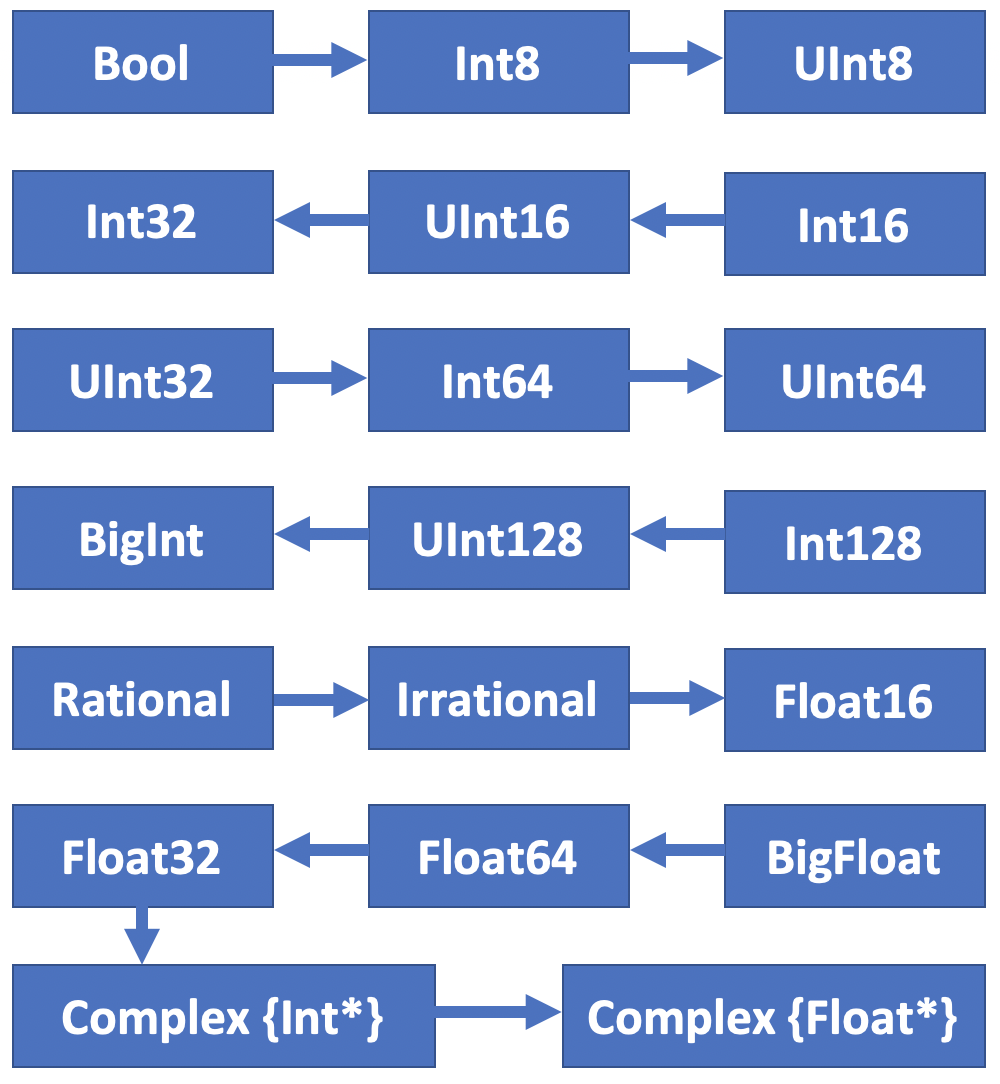 Bool
Int8
UInt8
Int32
UInt16
Int16
UInt32
Int64
UInt64
BigInt
UInt128
Int128
Rational
Irrational
Float16
Float32
Float64
BigFloat
Complex {Int*}
Complex {Float*}